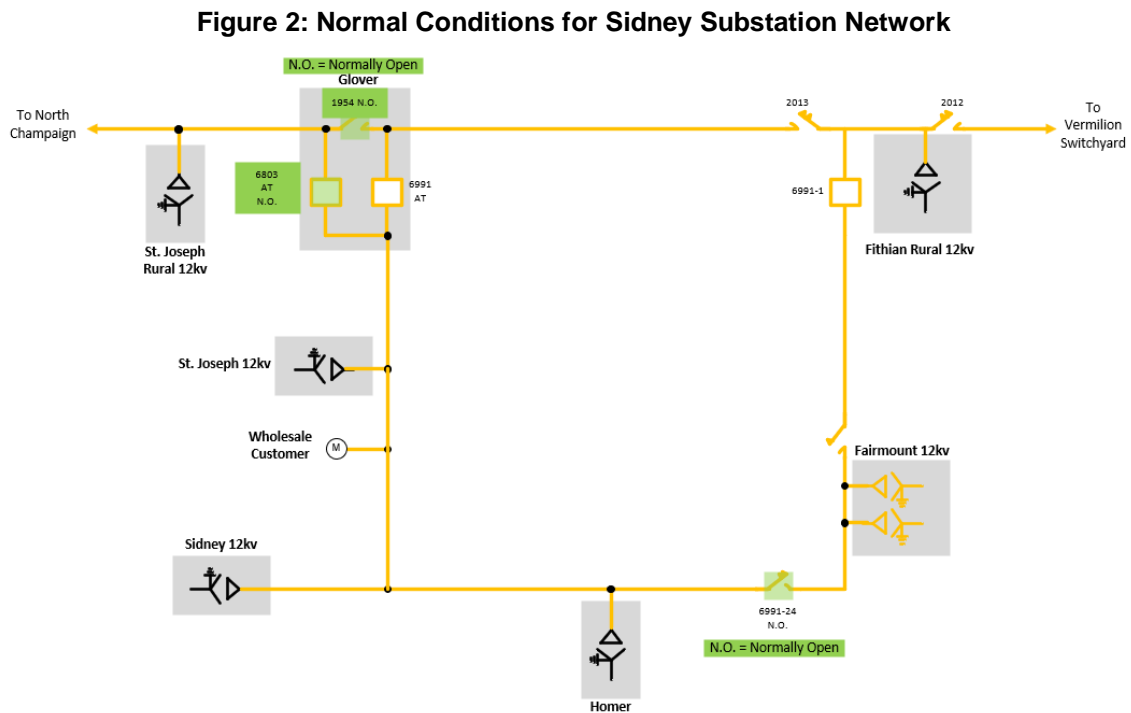 Figure 2: Normal Conditions for Sidney Substation Network
N.O. = Normally Open
Glover
1954 N.O.
2013
2012
To North
Champaign
To
Vermilion
Switchyard
6803
AT
N.O.
6991
AT
6991-1
St. Joseph
Rural 12kv
Fithian Rural 12kv
St. Joseph 12kv
Wholesale
Customer
M
Fairmount 12kv
Sidney 12kv
6991-24
N.O.
N.O. = Normally Open
Homer